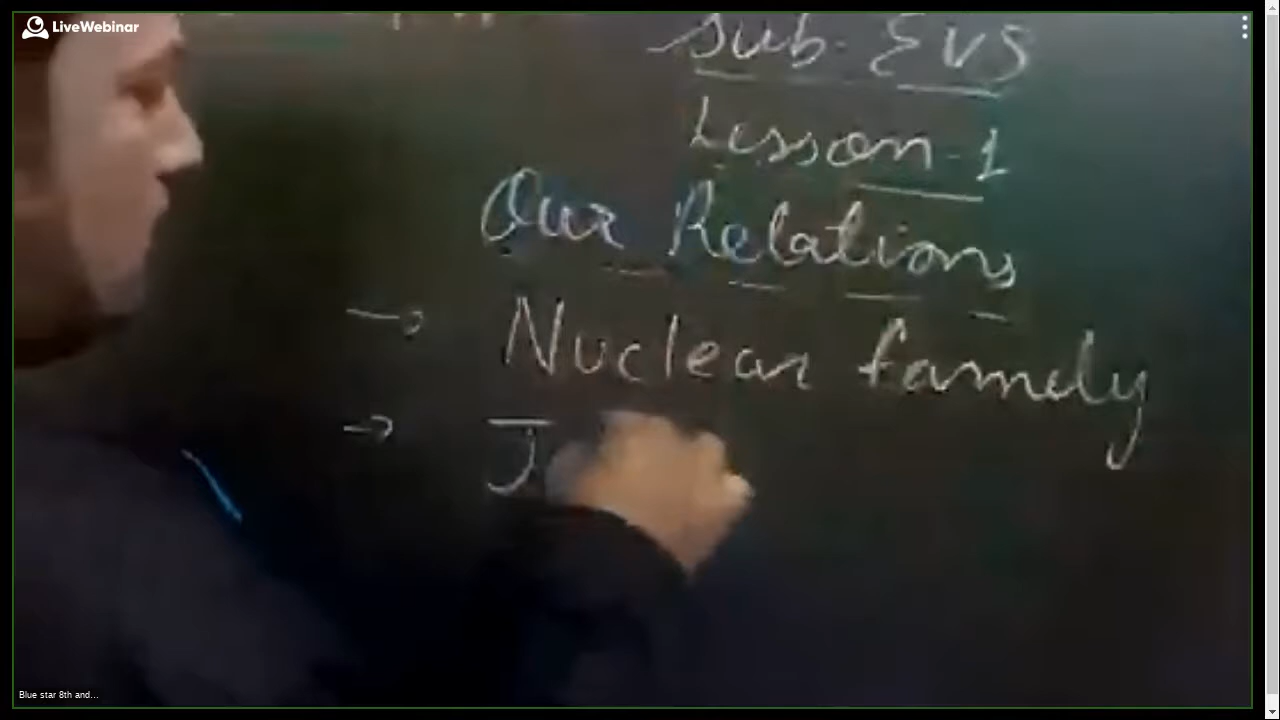 LiveWebinar
Sub- EVS
Lesson-1
Our Relations
→ Nuclear family
→ J
Blue star 8th and...